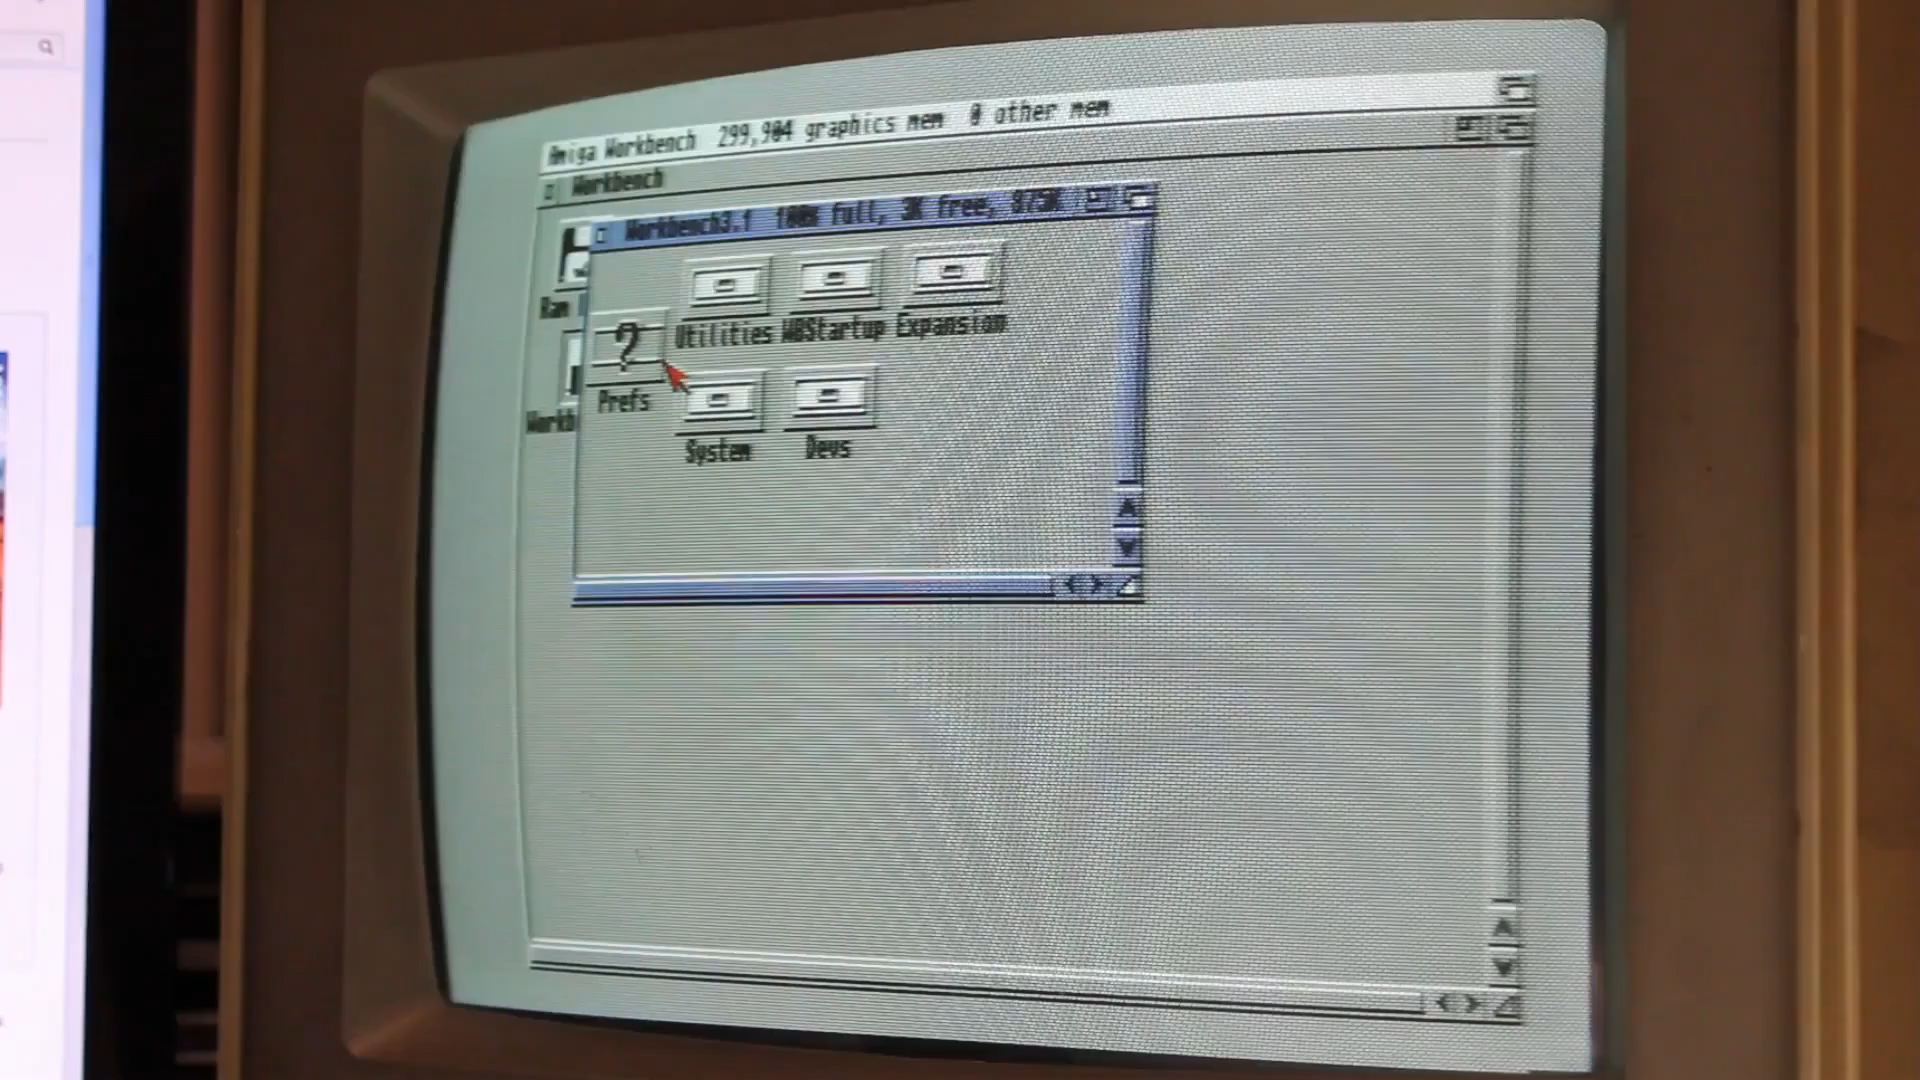 Amiga Workbench 299,904 graphics mem 0 other mem
Workbench
Workbench3.1 100% full, 3K free, 875K
Ram
Utilities WBStartup Expansion
?
Prefs
Workb
System Devs